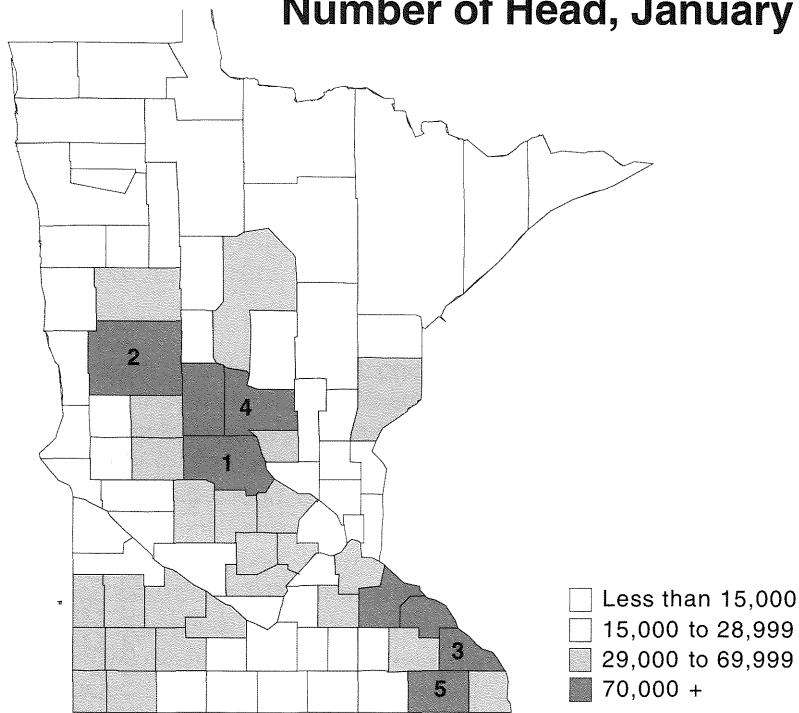 Number of Head, January
2
4
1
3
5
Less than 15,000
15,000 to 28,999
29,000 to 69,999
70,000 +